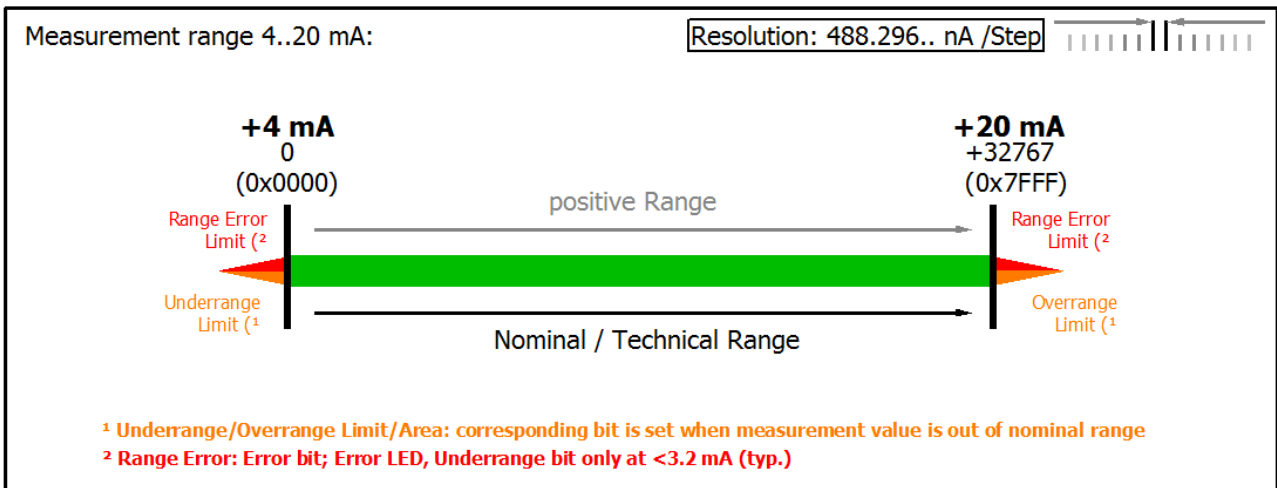 Measurement range 4..20 mA:
Resolution: 488.296.. nA /Step
+4 mA
0
(0x0000)
+20 mA
+32767
(0x7FFF)
Range Error
Limit (²
positive Range
Range Error
Limit (²
Underrange
Limit (¹
Overrange
Limit (¹
Nominal / Technical Range
¹ Underrange/Overrange Limit/Area: corresponding bit is set when measurement value is out of nominal range
² Range Error: Error bit; Error LED, Underrange bit only at <3.2 mA (typ.)